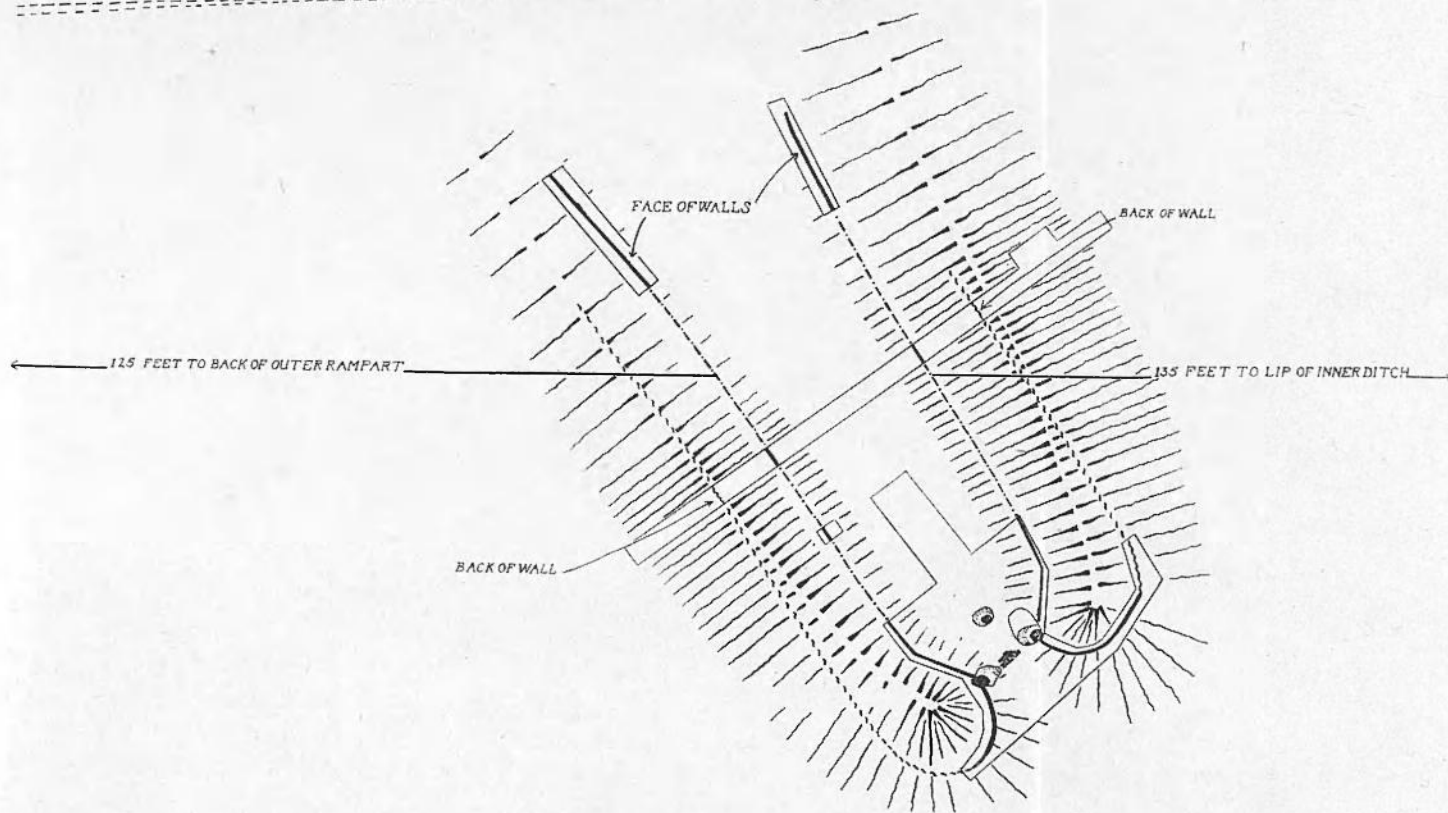 FACE OF WALLS
BACK OF WALL
125 FEET TO BACK OF OUTER RAMPART
135 FEET TO LIP OF INNER DITCH
BACK OF WALL